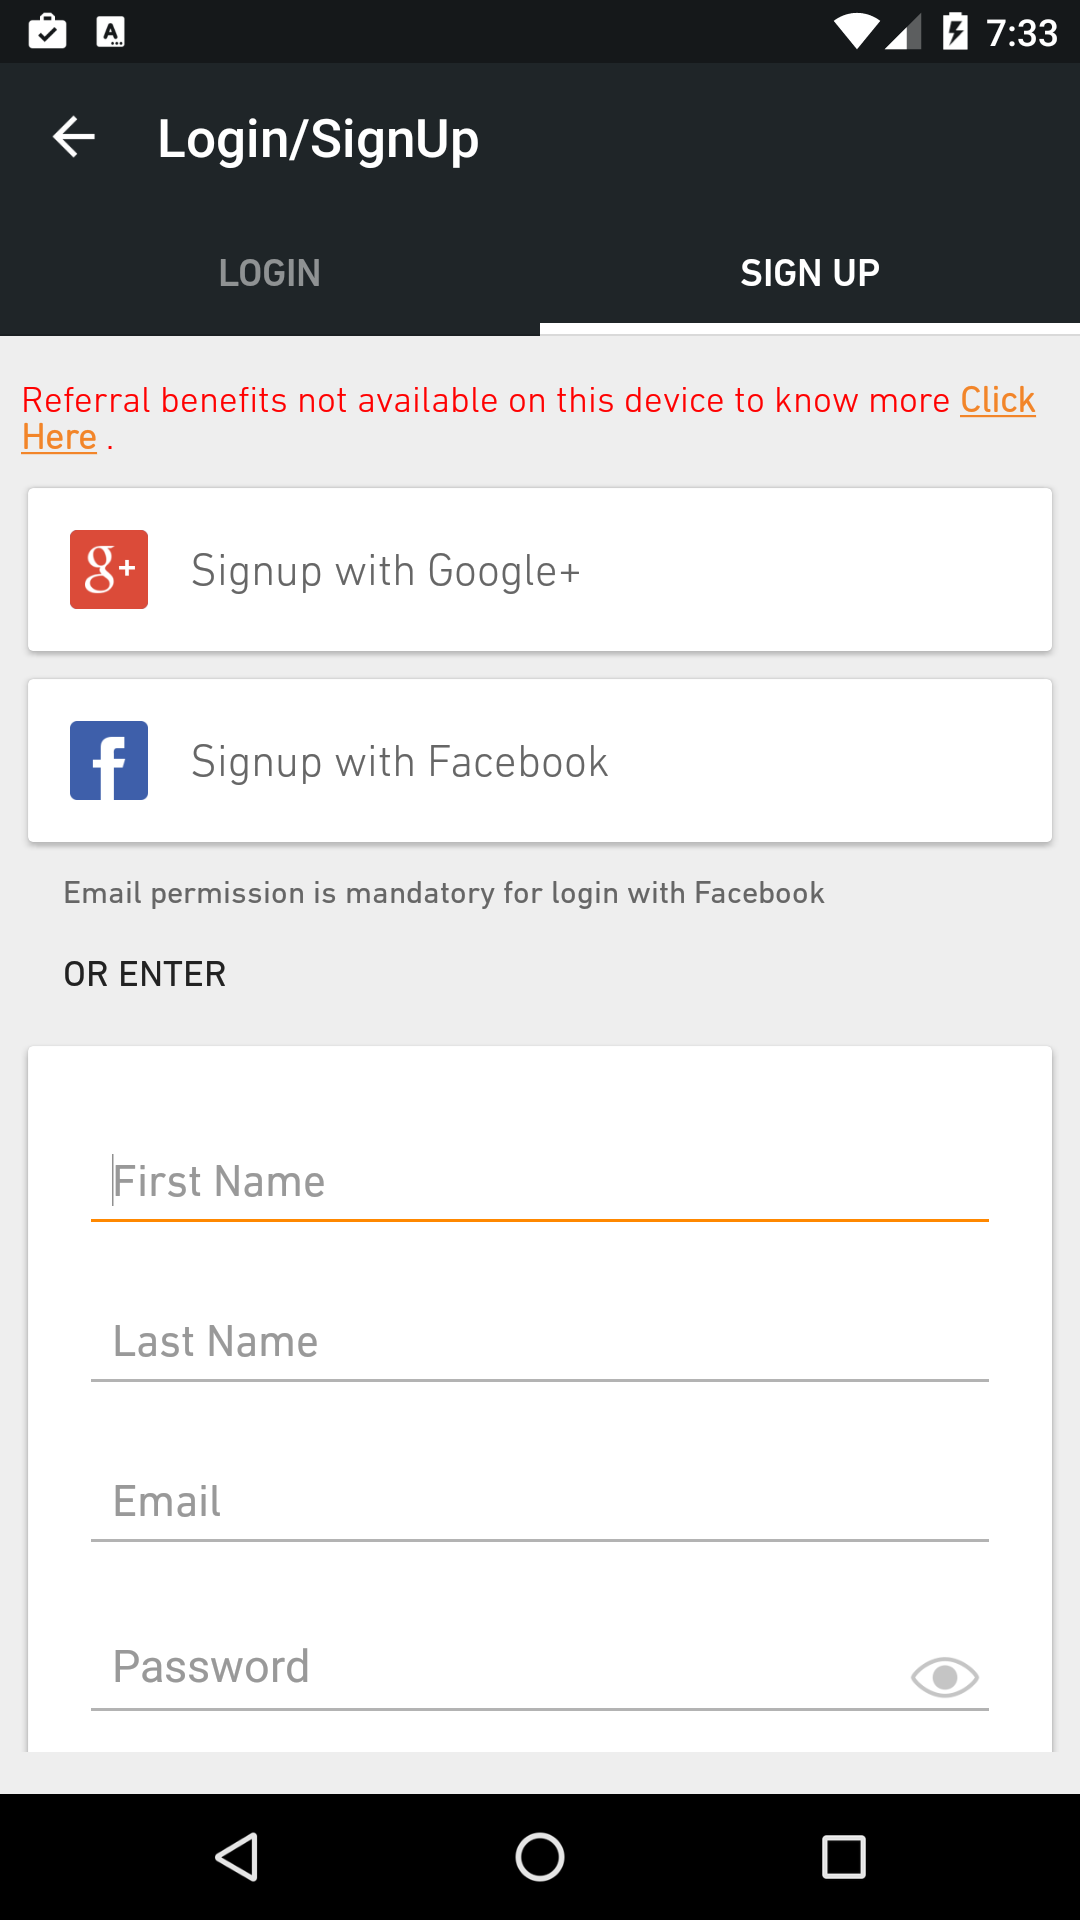 7:33
Login/SignUp
LOGIN
SIGN UP
Referral benefits not available on this device to know more Click
Here .
g+
Signup with Google+
f
Signup with Facebook
Email permission is mandatory for login with Facebook
OR ENTER
First Name
Last Name
Email
Password